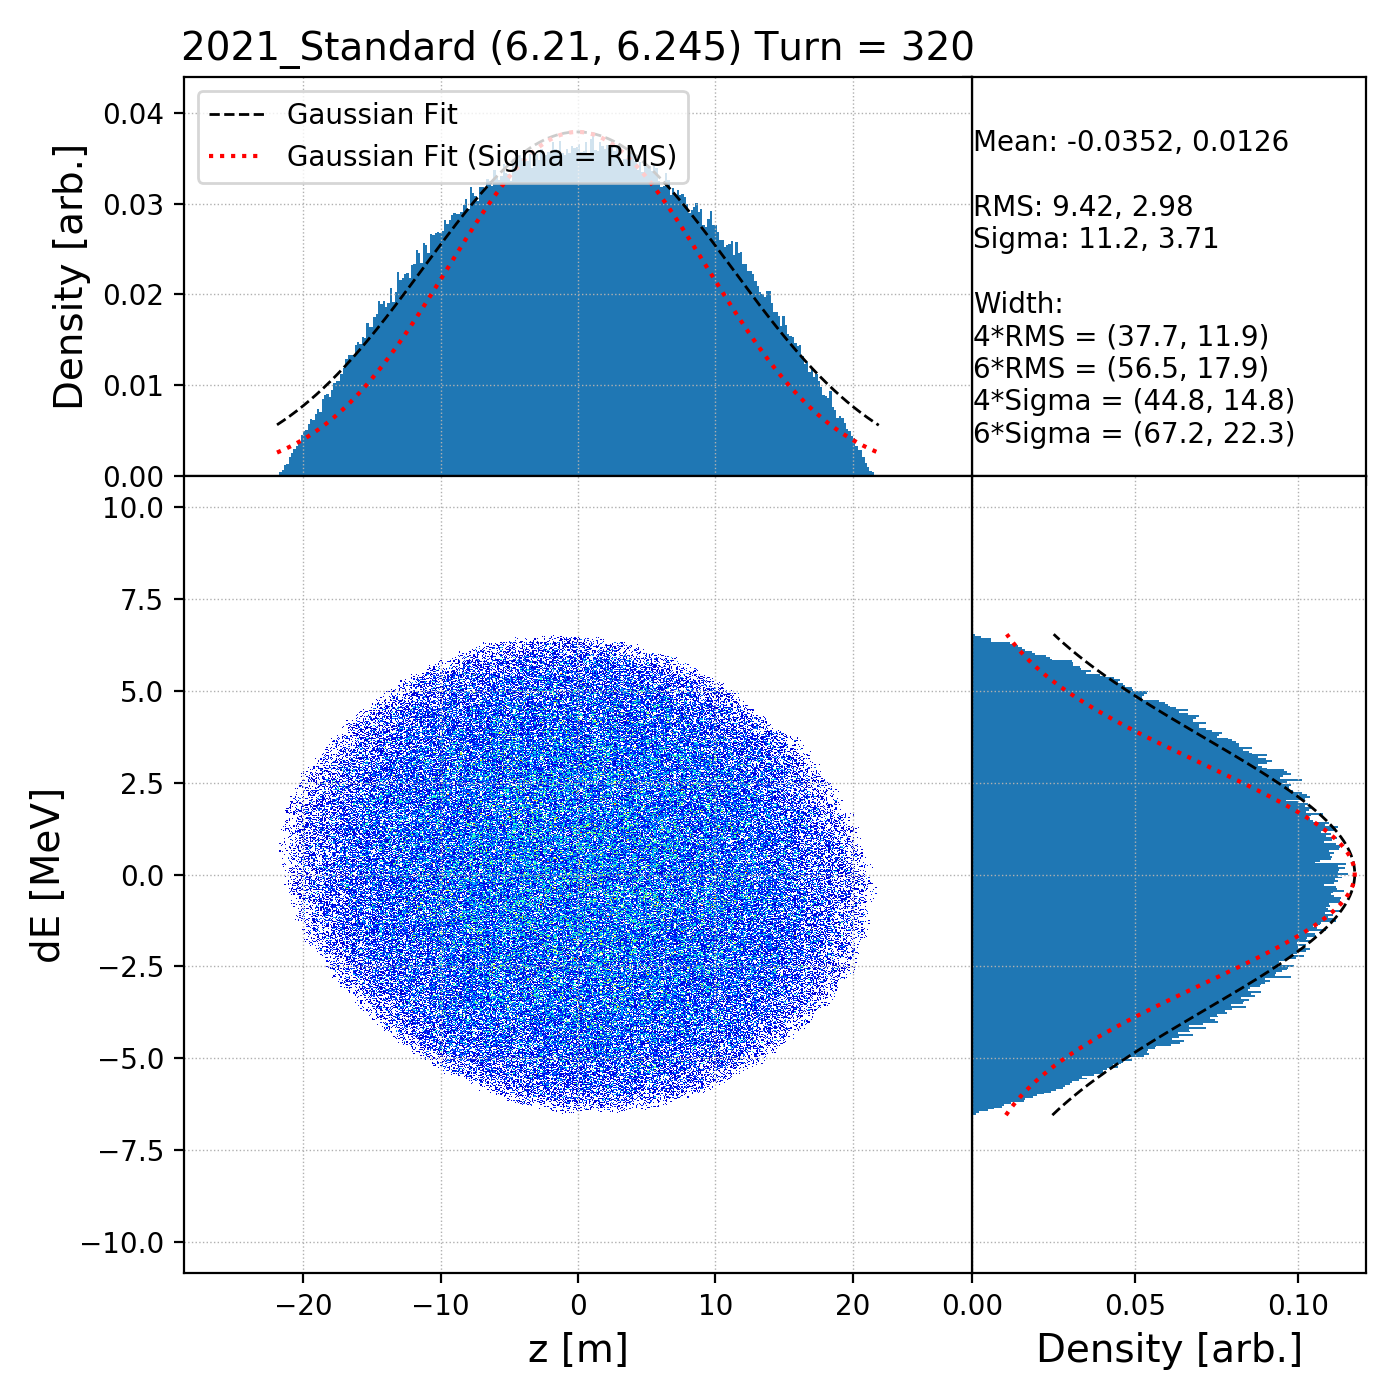 2021_Standard (6.21, 6.245) Turn = 320
Gaussian Fit
Gaussian Fit (Sigma = RMS)
Density [arb.]
0.04
0.03
0.02
0.01
0.00
Mean: -0.0352, 0.0126
RMS: 9.42, 2.98
Sigma: 11.2, 3.71
Width:
4*RMS = (37.7, 11.9)
6*RMS = (56.5, 17.9)
4*Sigma = (44.8, 14.8)
6*Sigma = (67.2, 22.3)
dE [MeV]
10.0
7.5
5.0
2.5
0.0
−2.5
−5.0
−7.5
−10.0
−20 −10 0 10 20
z [m]
0.00 0.05 0.10
Density [arb.]